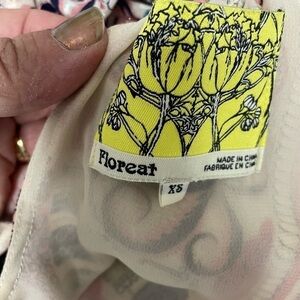 Floreat
MADE IN CHINA
FABRIQUE EN CHINE
XS